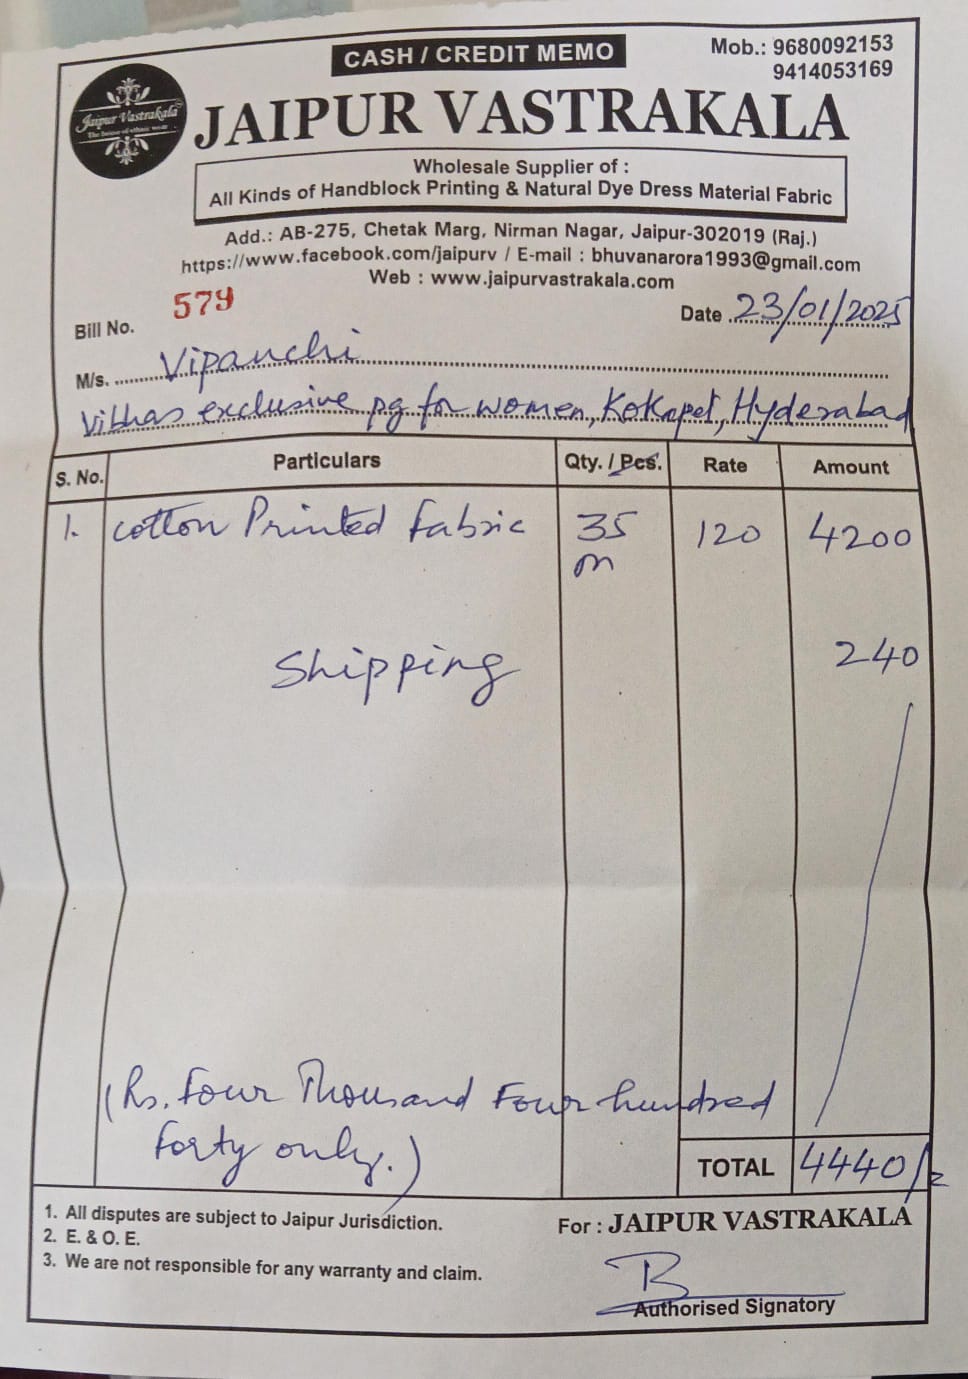 CASH / CREDIT MEMO
Mob.: 9680092153
9414053169
Jaipur Vastrakala
The house of ethnic wear
JAIPUR VASTRAKALA
Wholesale Supplier of :
All Kinds of Handblock Printing & Natural Dye Dress Material Fabric
Add.: AB-275, Chetak Marg, Nirman Nagar, Jaipur-302019 (Raj.)
https://www.facebook.com/jaipurv / E-mail : bhuvanarora1993@gmail.com
Web : www.jaipurvastrakala.com
Bill No. 579 Date 23/01/2025
M/s. Vipanchi
Vibhas exclusive pg for women, Kokapet, Hyderabad
S. No. Particulars Qty. / Pcs. Rate Amount
1. Cotton Printed fabric 35 m 120 4200
Shipping 240
(Rs. Four Thousand Four hundred
forty only.)
TOTAL 4440/-
1. All disputes are subject to Jaipur Jurisdiction.
2. E. & O. E.
3. We are not responsible for any warranty and claim.
For : JAIPUR VASTRAKALA
B
Authorised Signatory